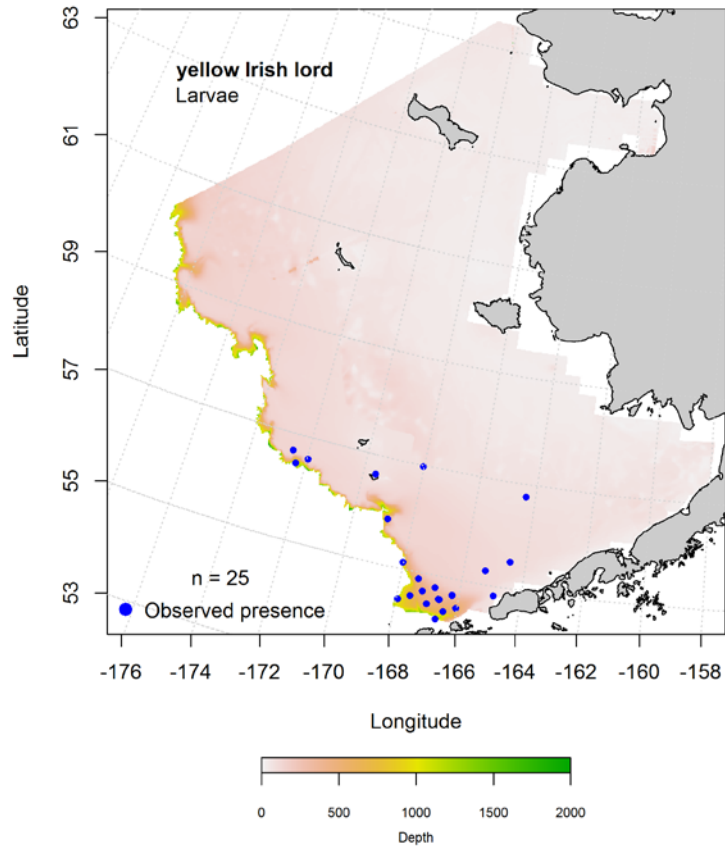 yellow Irish lord
Larvae
63
61
59
57
55
53
Latitude
n = 25
Observed presence
-176 -174 -172 -170 -168 -166 -164 -162 -160 -158
Longitude
0 500 1000 1500 2000
Depth